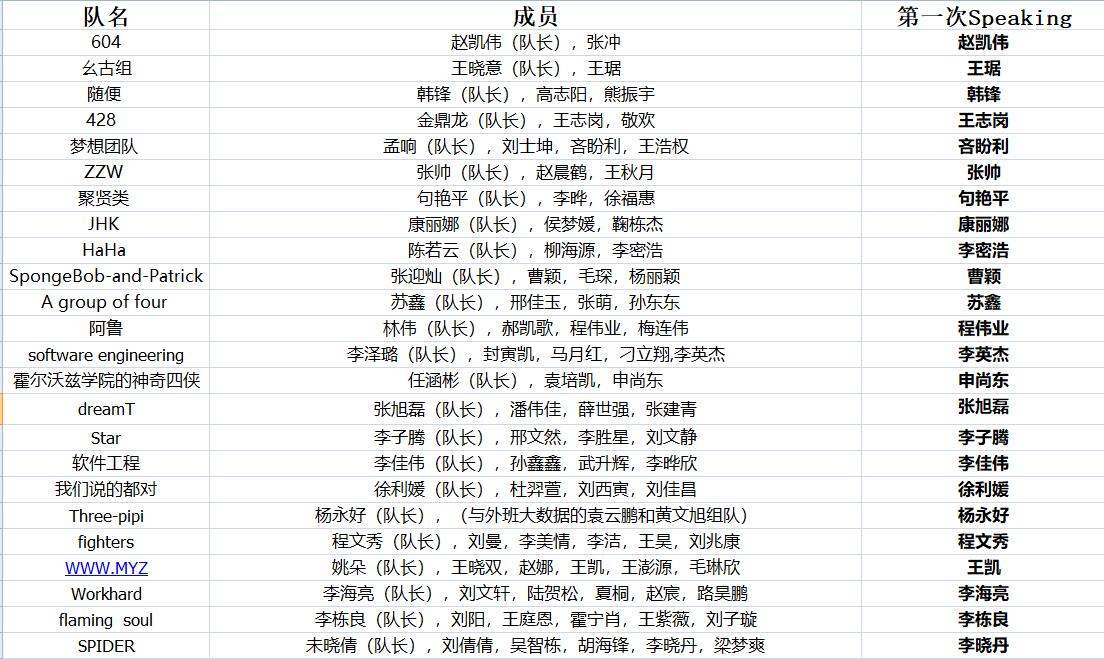 队名 成员 第一次Speaking
604 赵凯伟（队长），张冲 赵凯伟
幺古组 王晓意（队长），王琚 王琚
随便 韩锋（队长），高志阳，熊振宇 韩锋
428 金鼎龙（队长），王志岗，敬欢 王志岗
梦想团队 孟响（队长），刘士坤，吝盼利，王浩权 吝盼利
ZZW 张帅（队长），赵晨鹤，王秋月 张帅
聚贤类 句艳平（队长），李晔，徐福惠 句艳平
JHK 康丽娜（队长），侯梦媛，鞠栋杰 康丽娜
HaHa 陈若云（队长），柳海源，李密浩 李密浩
SpongeBob-and-Patrick 张迎灿（队长），曹颖，毛琛，杨丽颖 曹颖
A group of four 苏鑫（队长），邢佳玉，张萌，孙东东 苏鑫
阿鲁 林伟（队长），郝凯歌，程伟业，梅连伟 程伟业
software engineering 李泽璐（队长），封寅凯，马月红，刁立翔,李英杰 李英杰
霍尔沃兹学院的神奇四侠 任涵彬（队长），袁培凯，申尚东 申尚东
dreamT 张旭磊（队长），潘伟佳，薛世强，张建青 张旭磊
Star 李子腾（队长），邢文然，李胜星，刘文静 李子腾
软件工程 李佳伟（队长），孙鑫鑫，武升辉，李晔欣 李佳伟
我们说的都对 徐利媛（队长），杜羿萱，刘西寅，刘佳昌 徐利媛
Three-pipi 杨永好（队长），（与外班大数据的袁云鹏和黄文旭组队） 杨永好
fighters 程文秀（队长），刘曼，李美情，李洁，王昊，刘兆康 程文秀
WWW.MYZ 姚朵（队长），王晓双，赵娜，王凯，王澎源，毛琳欣 王凯
Workhard 李海亮（队长），刘文轩，陆贺松，夏桐，赵宸，路昊鹏 李海亮
flaming soul 李栋良（队长），刘阳，王庭恩，霍宁肖，王紫薇，刘子璇 李栋良
SPIDER 未晓倩（队长），刘倩倩，吴智栋，胡海锋，李晓丹，梁梦爽 李晓丹